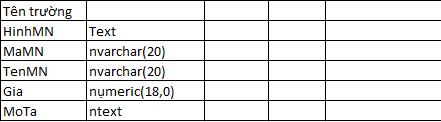 Tên trường
HinhMN Text
MaMN nvarchar(20)
TenMN nvarchar(20)
Gia numeric(18,0)
MoTa ntext